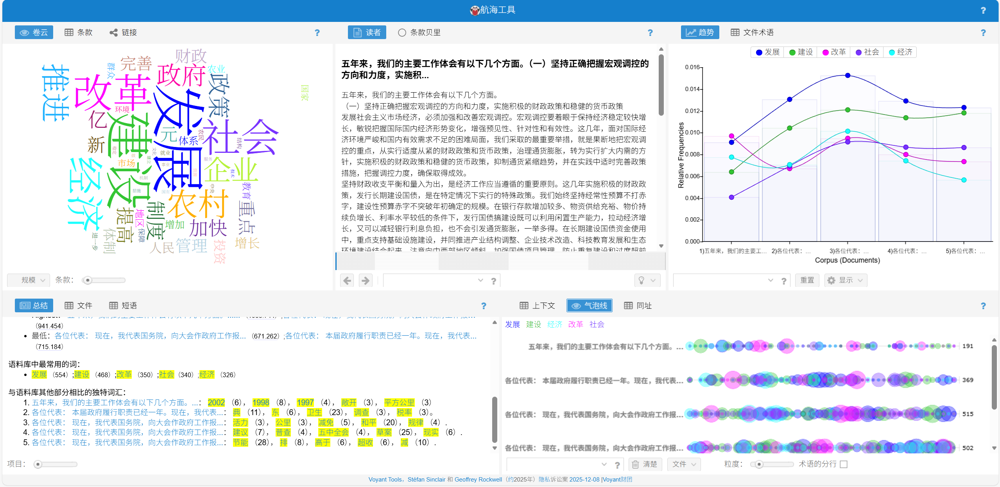 航海工具
卷云 条款 链接
读者 条款贝里
趋势 文件术语
财政
完善
群众
农业
推进
改革
政府
政策
国家
环境
亿
发展
社会
建设
元
体系
农民
结构
新
稳定
文化
就业
做
建立
市场
事业
服务
资源
企业
技术
经济
机制
措施
国有
中央
教育
农村
重点
制度
提高
地区
保障
增加
加快
进一步
体制
人民
管理
投资
增长
规模 条款：
五年来，我们的主要工作体会有以下几个方面。（一）坚持正确把握宏观调控的
方向和力度，实施积...
五年来，我们的主要工作体会有以下几个方面。
（一）坚持正确把握宏观调控的方向和力度，实施积极的财政政策和稳健的货币政策
发展社会主义市场经济，必须加强和改善宏观调控。宏观调控要着眼于保持经济稳定较快增
长，敏锐把握国际国内经济形势变化，增强预见性、针对性和有效性。这几年，面对国际经
济环境严峻和国内有效需求不足的困难局面，我们采取的最重要举措，就是果断地把宏观调
控的重点，从实行适度从紧的财政政策和货币政策，治理通货膨胀，转为实行扩大内需的方
针，实施积极的财政政策和稳健的货币政策，抑制通货紧缩趋势，并在实践中适时完善政策
措施，把握调控力度，确保取得成效。
坚持财政收支平衡和量入为出，是经济工作应当遵循的重要原则。这几年实施积极的财政政
策，发行长期建设国债，是在特定情况下实行的特殊政策。我们始终坚持经常性预算不打赤
字，建设性预算赤字不突破年初确定的规模。在银行存款增加较多、物资供给充裕、物价持
续负增长、利率水平较低的条件下，发行国债搞建设既可以利用闲置生产能力，拉动经济增
长，又可以减轻银行利息负担，也不会引发通货膨胀，一举多得。在长期建设国债资金使用
中，重点支持基础设施建设，并同推进产业结构调整、企业技术改造、科技教育发展和生态
环境建设结合起来，注意向中西部地区倾斜，加强国债项目管理，防止重复建设和过度超前
发展 建设 改革 社会 经济
0.016
0.014
0.012
0.010
0.008
0.006
0.004
0.002
0.000
Relative Frequencies
1)五年来，我们的主要工... 2)各位代表：... 3)各位代表：... 4)各位代表：... 5)各位代表：...
Corpus (Documents)
重置 显示
总结 文件 短语
（941.454）
• 最低：各位代表： 现在，我代表国务院，向大会作政府工作报... （671.262）;各位代表： 本届政府履行职责已经一年。现在，我代表...
（715.184）
语料库中最常用的词：
• 发展 （554）;建设 （468）;改革 （350）;社会（340）;经济 （326）
与语料库其他部分相比的独特词汇：
1. 五年来，我们的主要工作体会有以下几个方面。...： 2002 （6）， 1998 （8）， 1997 （4）， 敞开 （3）， 平方公里 （3）
2. 各位代表： 本届政府履行职责已经一年。现在，我代表...： 典 （11）， 东 （6）， 卫生 （23）， 调查 （3）， 税率 （3）。
3. 各位代表： 现在，我代表国务院，向大会作政府工作报...： 活力 （3）， 公里 （3）， 减免 （5）， 和平 （20）， 规律 （4）.
4. 各位代表： 现在，我代表国务院，向大会作政府工作报...： 建议 （7）， 普查 （4）， 五中全会 （4）， 草案 （25）， 现实 （6）.
5. 各位代表： 现在，我代表国务院，向大会作政府工作报...： 节能 （28）， 排 （8）， 高于 （6）， 超收 （6）， 减 （10）.
项目：
上下文 气泡线 同址
发展 建设 经济 改革 社会
五年来，我们的主要工作体会有以下几个方面。... 191
各位代表： 本届政府履行职责已经一年。现在，我代表... 369
各位代表： 现在，我代表国务院，向大会作政府工作报... 515
各位代表： 现在，我代表国务院，向大会作政府工作报... 502
清楚 文件 粒度： 术语的分行
Voyant Tools，Stéfan Sinclair 和 Geoffrey Rockwell（约2025年）隐私诉讼案 2025-12-08 |Voyant财团